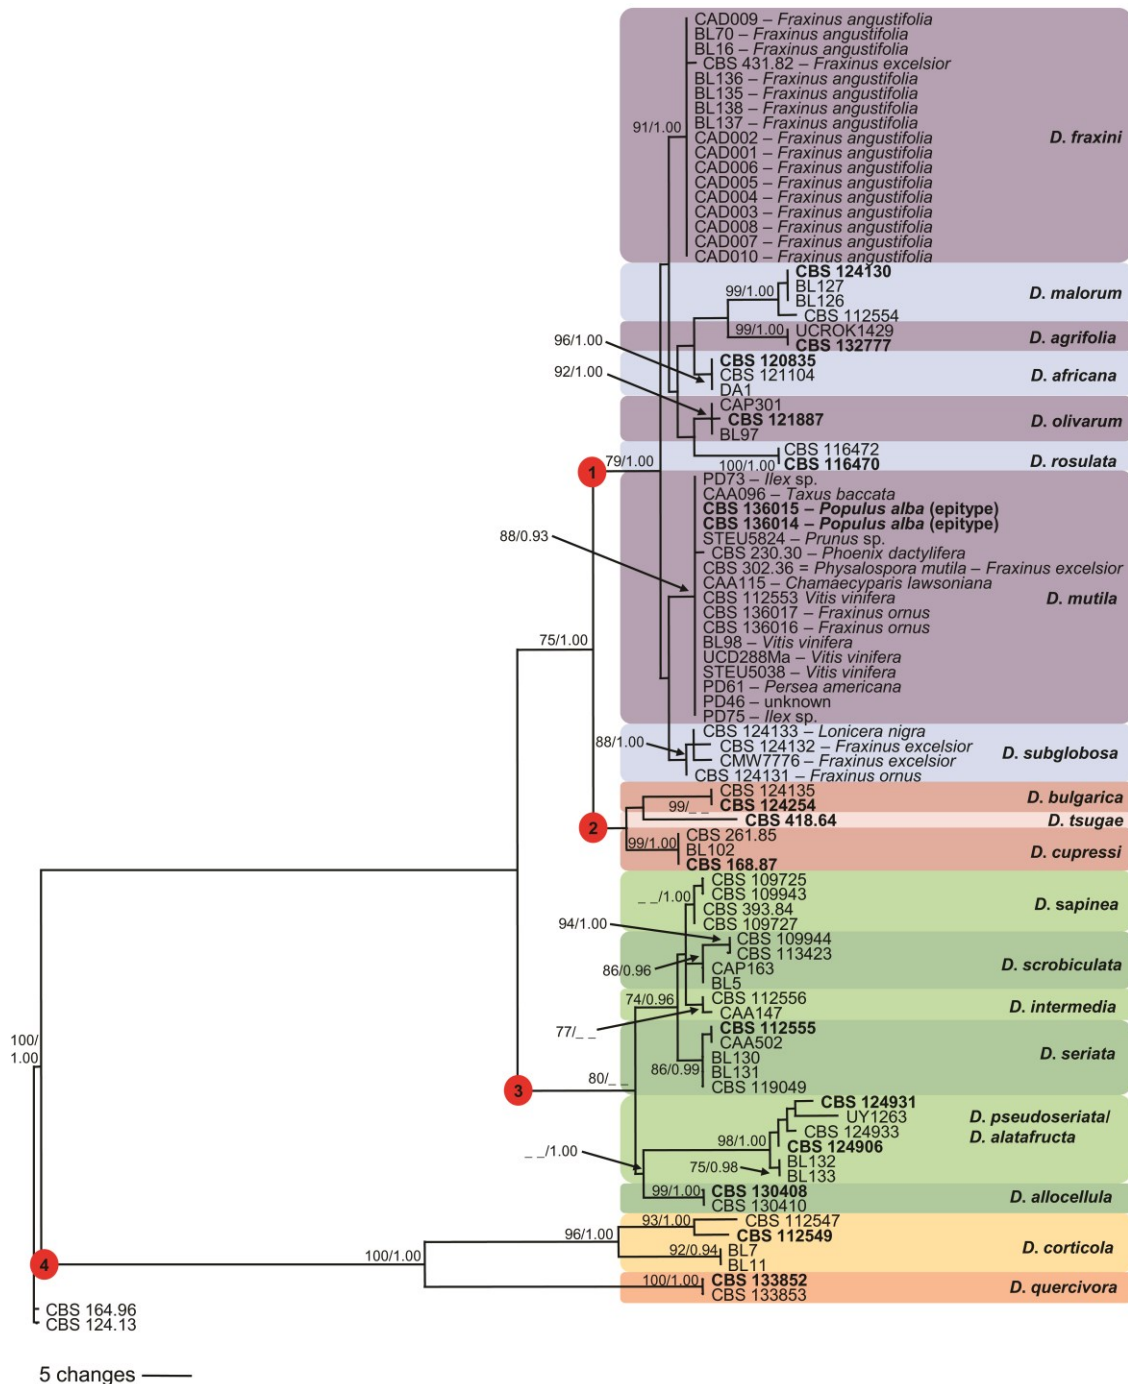 CAD009 – Fraxinus angustifolia
BL70 – Fraxinus angustifolia
BL16 – Fraxinus angustifolia
CBS 431.82 – Fraxinus excelsior
BL136 – Fraxinus angustifolia
BL135 – Fraxinus angustifolia
BL138 – Fraxinus angustifolia
BL137 – Fraxinus angustifolia
91/1.00
CAD002 – Fraxinus angustifolia
D. fraxini
CAD001 – Fraxinus angustifolia
CAD006 – Fraxinus angustifolia
CAD005 – Fraxinus angustifolia
CAD004 – Fraxinus angustifolia
CAD003 – Fraxinus angustifolia
CAD008 – Fraxinus angustifolia
CAD007 – Fraxinus angustifolia
CAD010 – Fraxinus angustifolia
CBS 124130
99/1.00
BL127
D. malorum
BL126
CBS 112554
99/1.00
UCROK1429
D. agrifolia
CBS 132777
96/1.00
CBS 120835
CBS 121104
D. africana
DA1
92/1.00
CAP301
CBS 121887
D. olivarum
BL97
CBS 116472
D. rosulata
100/1.00
CBS 116470
1
79/1.00
PD73 – Ilex sp.
CAA096 – Taxus baccata
CBS 136015 – Populus alba (epitype)
CBS 136014 – Populus alba (epitype)
STEU5824 – Prunus sp.
88/0.93
CBS 230.30 – Phoenix dactylifera
CBS 302.36 = Physalospora mutila – Fraxinus excelsior
CAA115 – Chamaecyparis lawsoniana
CBS 112553 Vitis vinifera
D. mutila
CBS 136017 – Fraxinus ornus
CBS 136016 – Fraxinus ornus
BL98 – Vitis vinifera
75/1.00
UCD288Ma – Vitis vinifera
STEU5038 – Vitis vinifera
PD61 – Persea americana
PD46 – unknown
PD75 – Ilex sp.
CBS 124133 – Lonicera nigra
88/1.00
CBS 124132 – Fraxinus excelsior
D. subglobosa
CMW7776 – Fraxinus excelsior
CBS 124131 – Fraxinus ornus
CBS 124135
D. bulgarica
99/_ _
CBS 124254
2
CBS 418.64
D. tsugae
CBS 261.85
99/1.00
BL102
D. cupressi
CBS 168.87
CBS 109725
_ _/1.00
CBS 109943
D. sapinea
CBS 393.84
CBS 109727
94/1.00
CBS 109944
CBS 113423
86/0.96
CAP163
D. scrobiculata
BL5
74/0.96
CBS 112556
D. intermedia
CAA147
77/_ _
CBS 112555
CAA502
BL130
D. seriata
86/0.99
BL131
CBS 119049
100/
1.00
3
80/_ _
CBS 124931
UY1263
D. pseudoseriata/
CBS 124933
D. alatafructa
98/1.00
CBS 124906
_ _/1.00
75/0.98
BL132
BL133
99/1.00
CBS 130408
D. allocellula
CBS 130410
93/1.00
CBS 112547
96/1.00
CBS 112549
D. corticola
92/0.94
BL7
BL11
4
100/1.00
100/1.00
CBS 133852
D. quercivora
CBS 133853
CBS 164.96
CBS 124.13
5 changes